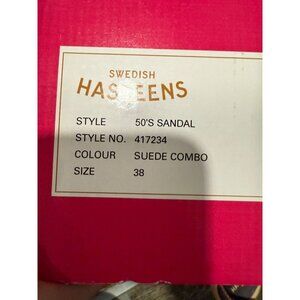 SWEDISH
HASBEENS
STYLE 50'S SANDAL
STYLE NO. 417234
COLOUR SUEDE COMBO
SIZE 38